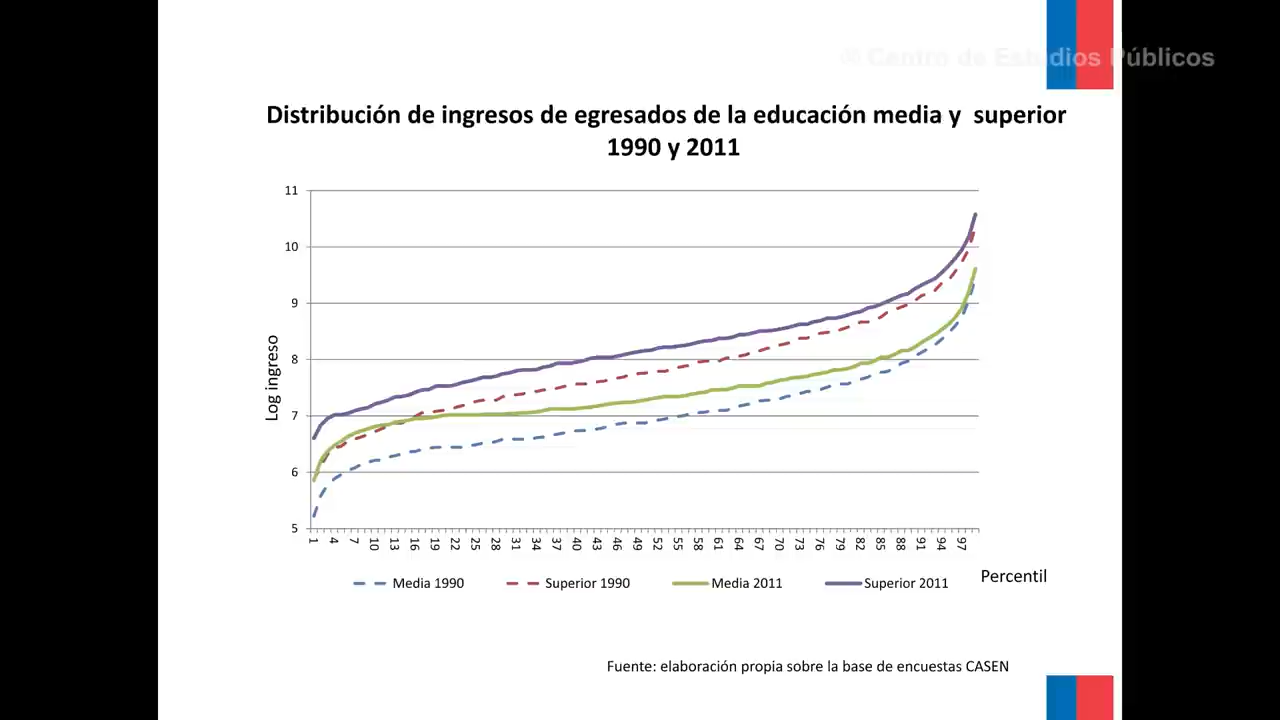 © Centro de Estudios Públicos
Distribución de ingresos de egresados de la educación media y superior
1990 y 2011
11
10
9
8
7
6
5
Log ingreso
1 4 7 10 13 16 19 22 25 28 31 34 37 40 43 46 49 52 55 58 61 64 67 70 73 76 79 82 85 88 91 94 97
Percentil
Media 1990 Superior 1990 Media 2011 Superior 2011
Fuente: elaboración propia sobre la base de encuestas CASEN